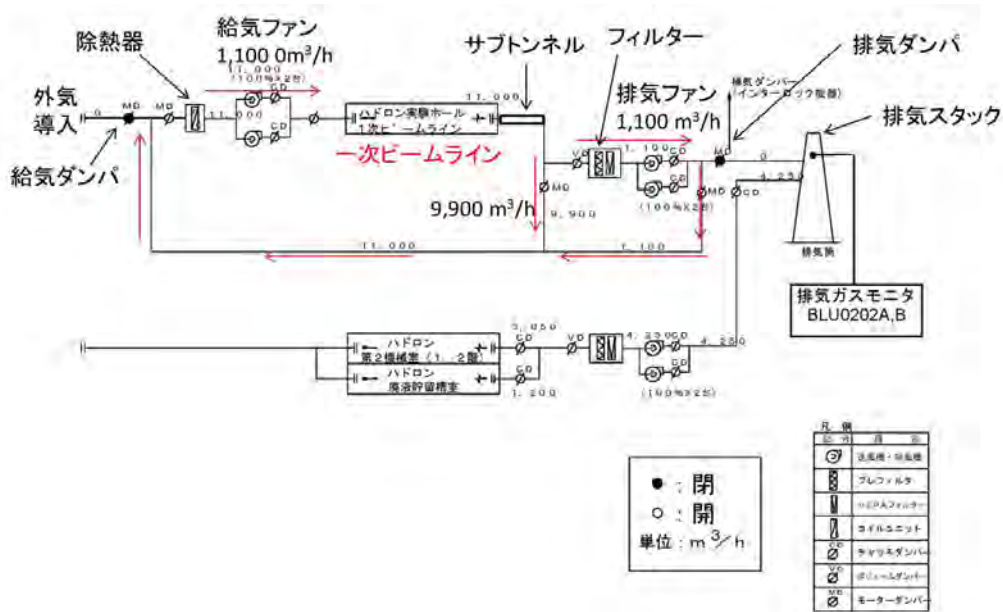 給気ファン
1,100 0m³/h
除熱器
サブトンネル
フィルター
排気ダンパ
排気ファン
1,100 m³/h
排気ダンパー
(インターロック機器)
排気スタック
外気
導入
給気ダンパ
0
MD
MD
11,000
(100%×2台)
CD
11,000
CD
11,000
ハドロン実験ホール
1次ビームライン
一次ビームライン
VD
1,100
CD
CD
(100%×2台)
MD
0
4,250
MD
CD
MD
9,900 m³/h
9,900
11,000
1,100
排気筒
排気ガスモニタ
BLU0202A,B
ハドロン
第2機械室(1,2階)
ハドロン
廃液貯留槽室
3,050
CD
CD
1,200
VD
4,250
CD
CD
4,250
(100%×2台)
●:閉
○:開
単位:m³/h
凡例
送風機・排風機
プレフィルタ
HEPAフィルター
コイルユニット
CD
チャッキダンパー
VD
ボリュームダンパー
MD
モーターダンパー